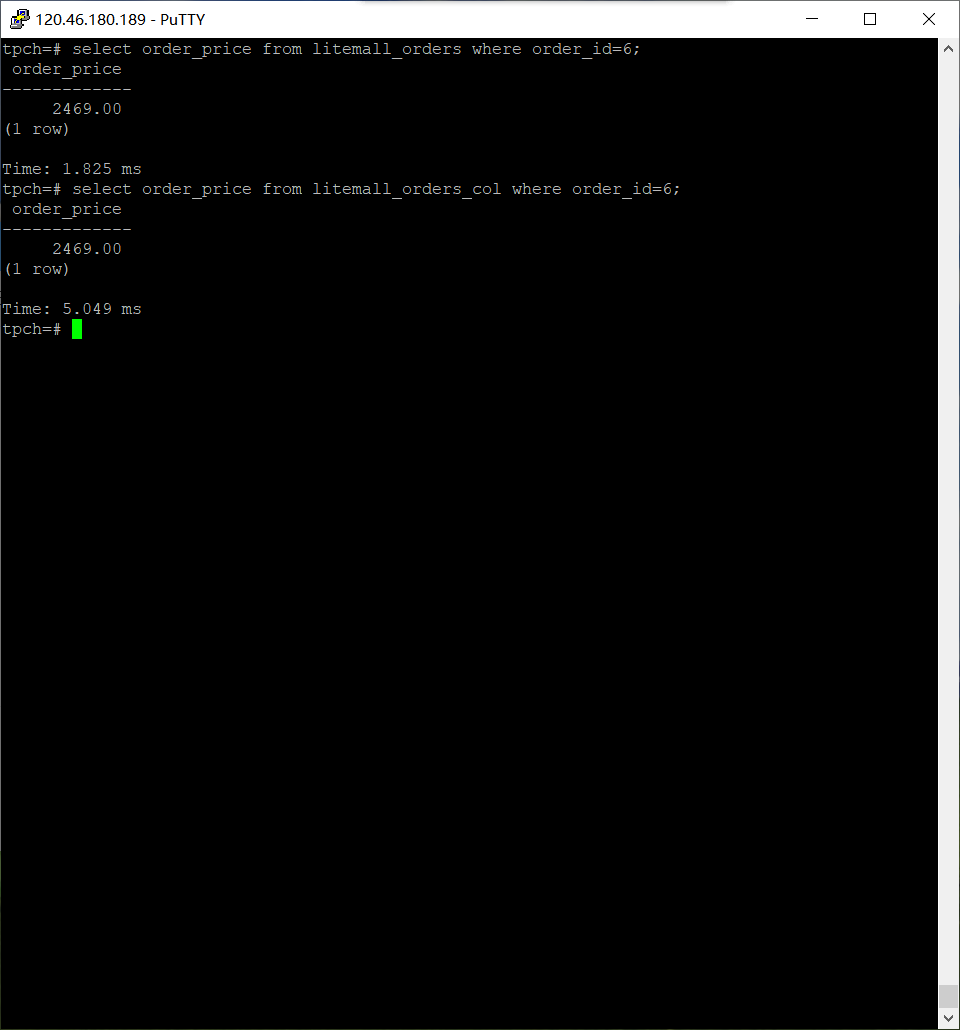 120.46.180.189 - PuTTY
tpch=# select order_price from litemall_orders where order_id=6;
 order_price
-------------
     2469.00
(1 row)

Time: 1.825 ms
tpch=# select order_price from litemall_orders_col where order_id=6;
 order_price
-------------
     2469.00
(1 row)

Time: 5.049 ms
tpch=#